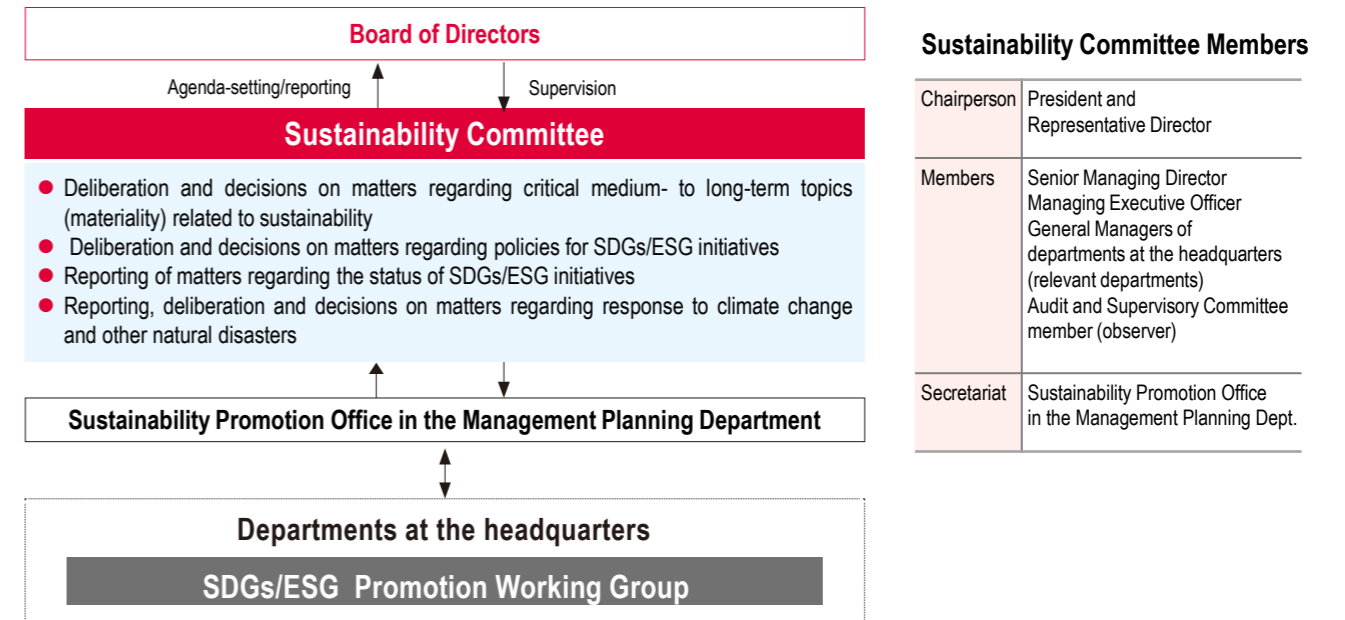 Board of Directors
Agenda-setting/reporting
Supervision
Sustainability Committee
● Deliberation and decisions on matters regarding critical medium- to long-term topics
(materiality) related to sustainability
● Deliberation and decisions on matters regarding policies for SDGs/ESG initiatives
● Reporting of matters regarding the status of SDGs/ESG initiatives
● Reporting, deliberation and decisions on matters regarding response to climate change
and other natural disasters
Sustainability Promotion Office in the Management Planning Department
Departments at the headquarters
SDGs/ESG Promotion Working Group
Sustainability Committee Members
Chairperson
President and
Representative Director
Members
Senior Managing Director
Managing Executive Officer
General Managers of
departments at the headquarters
(relevant departments)
Audit and Supervisory Committee
member (observer)
Secretariat
Sustainability Promotion Office
in the Management Planning Dept.